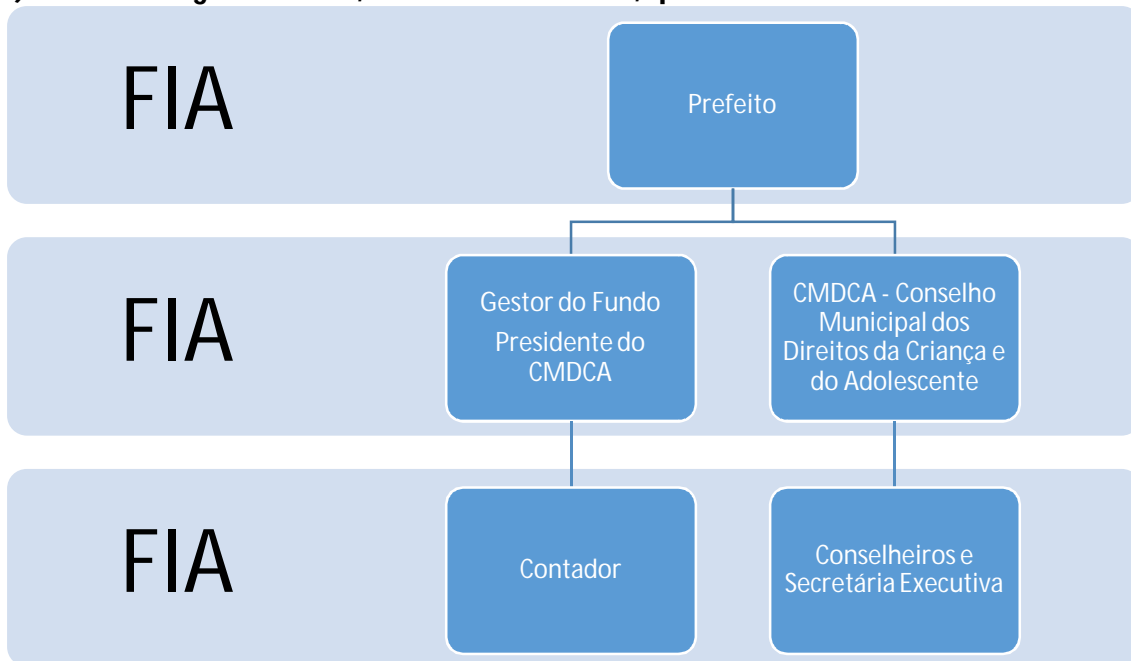 FIA
Prefeito
FIA
Gestor do Fundo
Presidente do
CMDCA
CMDCA - Conselho
Municipal dos
Direitos da Criança e
do Adolescente
FIA
Contador
Conselheiros e
Secretária Executiva